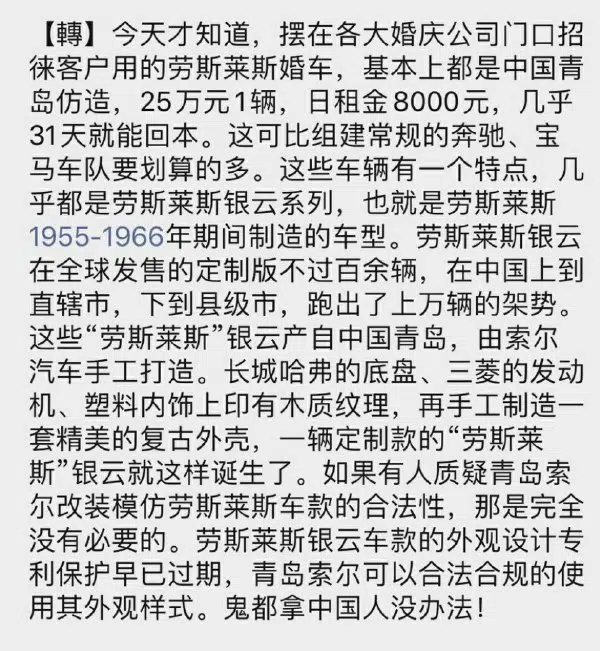 【轉】今天才知道，摆在各大婚庆公司门口招
徕客户用的劳斯莱斯婚车，基本上都是中国青
岛仿造，25万元1辆，日租金8000元，几乎
31天就能回本。这可比组建常规的奔驰、宝
马车队要划算的多。这些车辆有一个特点，几
乎都是劳斯莱斯银云系列，也就是劳斯莱斯
1955-1966年期间制造的车型。劳斯莱斯银云
在全球发售的定制版不过百余辆，在中国上到
直辖市，下到县级市，跑出了上万辆的架势。
这些“劳斯莱斯”银云产自中国青岛，由索尔
汽车手工打造。长城哈弗的底盘、三菱的发动
机、塑料内饰上印有木质纹理，再手工制造一
套精美的复古外壳，一辆定制款的“劳斯莱
斯”银云就这样诞生了。如果有人质疑青岛索
尔改装模仿劳斯莱斯车款的合法性，那是完全
没有必要的。劳斯莱斯银云车款的外观设计专
利保护早已过期，青岛索尔可以合法合规的使
用其外观样式。鬼都拿中国人没办法！